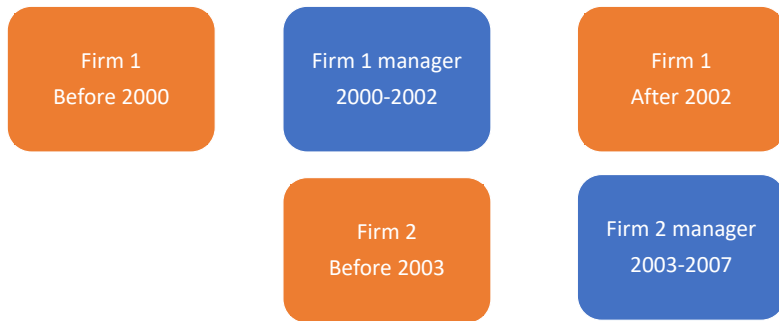 Firm 1
Before 2000
Firm 1 manager
2000-2002
Firm 1
After 2002
Firm 2
Before 2003
Firm 2 manager
2003-2007